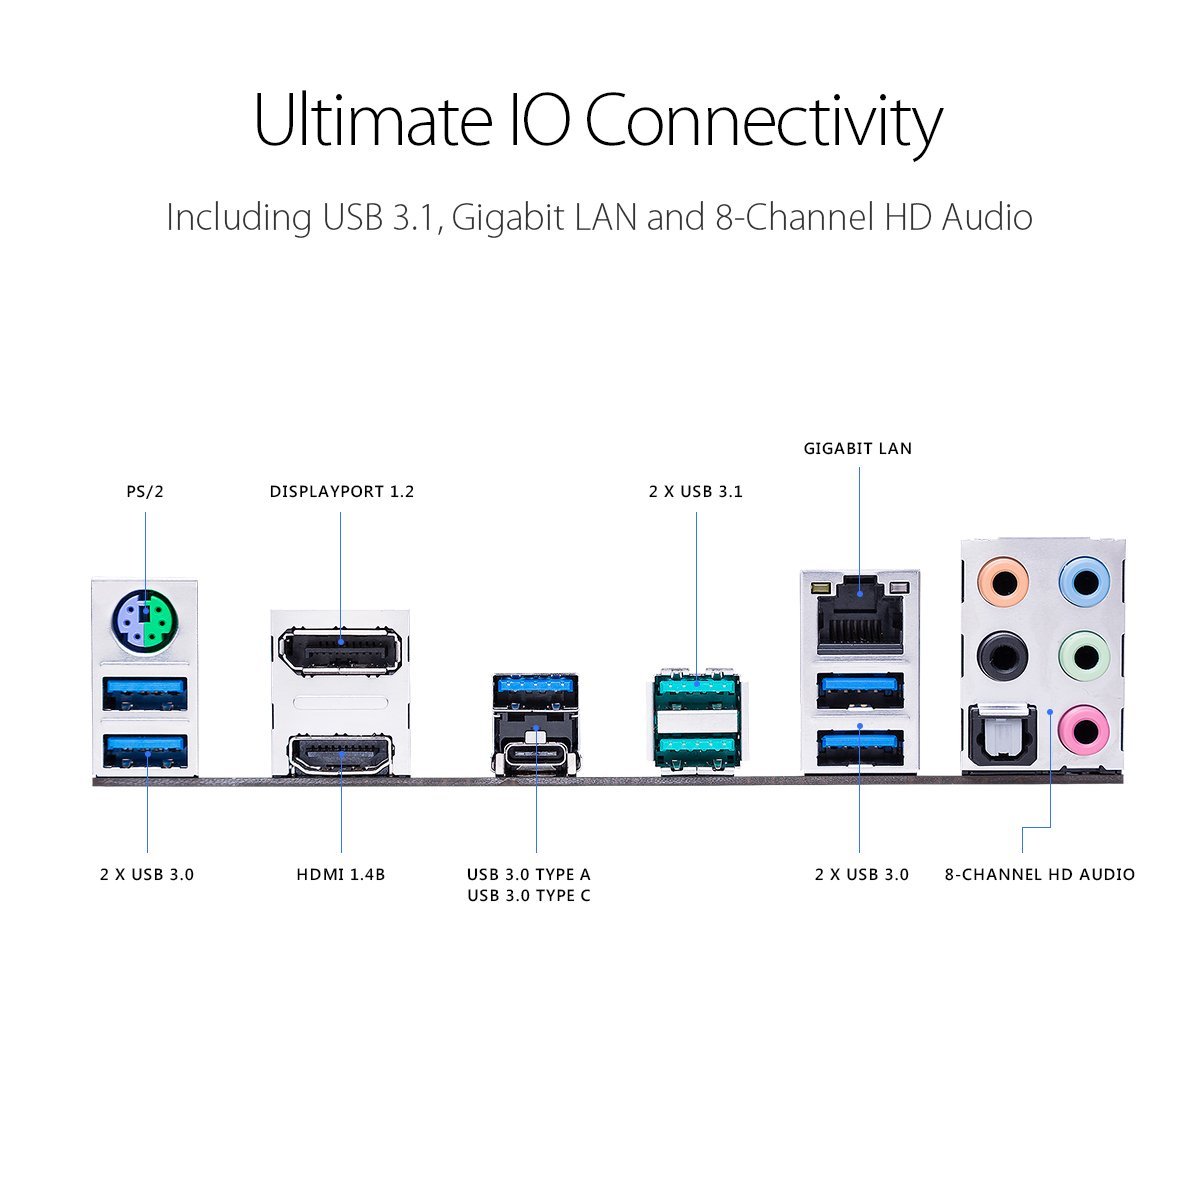 Ultimate IO Connectivity
Including USB 3.1, Gigabit LAN and 8-Channel HD Audio
GIGABIT LAN
PS/2
DISPLAYPORT 1.2
2 X USB 3.1
2 X USB 3.0
HDMI 1.4B
USB 3.0 TYPE A
USB 3.0 TYPE C
2 X USB 3.0
8-CHANNEL HD AUDIO